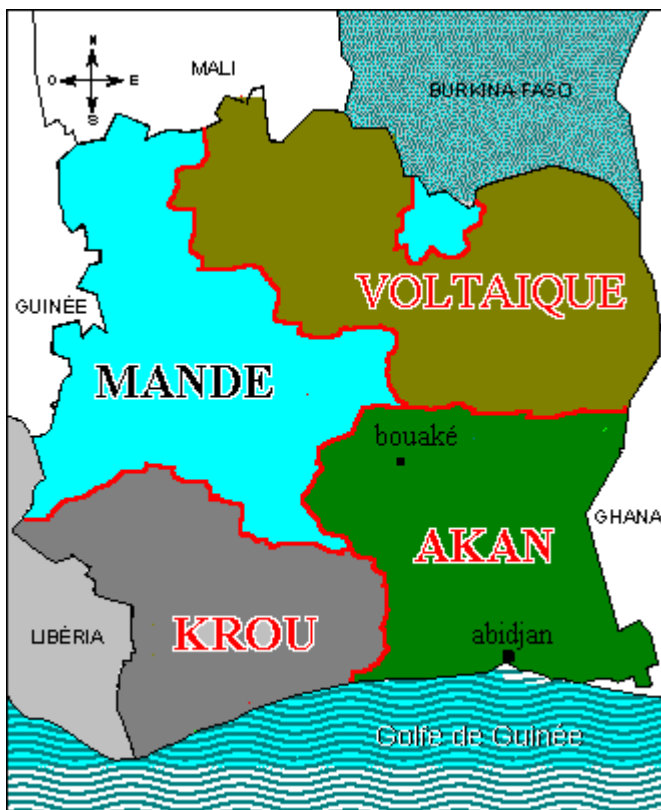 N
MALI
O E
BURKINA FASO
S
VOLTAIQUE
GUINÉE
MANDE
bouaké
GHANA
AKAN
KROU
LIBÉRIA
abidjan
Golfe de Guinée